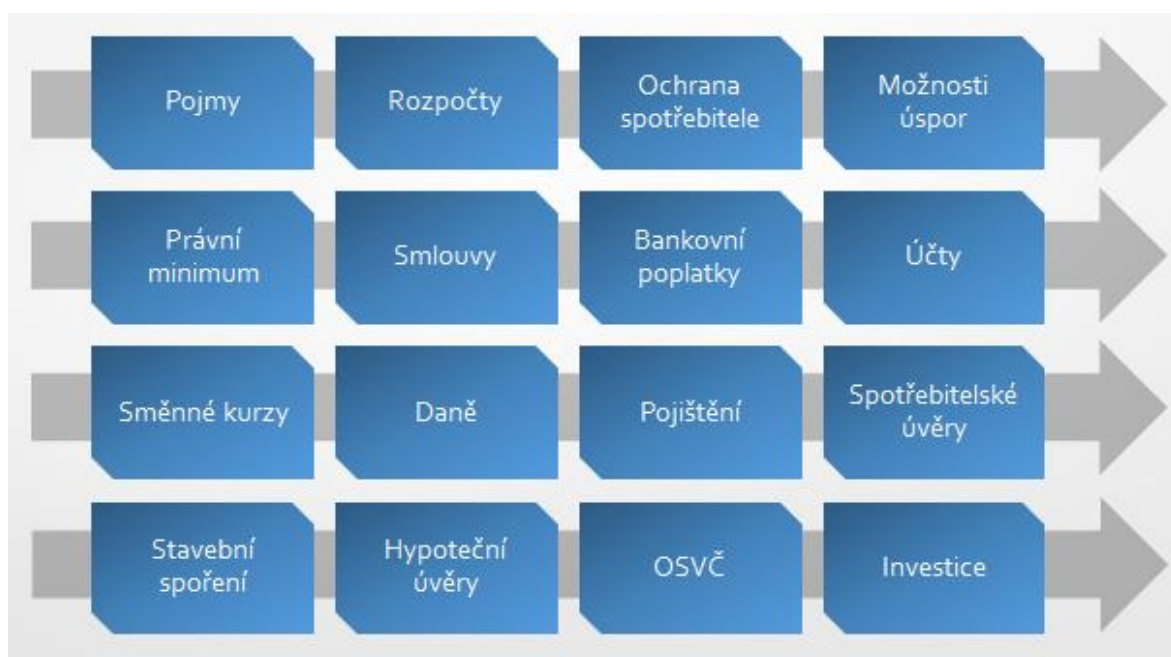 Pojmy
Rozpočty
Ochrana
spotřebitele
Možnosti
úspor
Právní
minimum
Smlouvy
Bankovní
poplatky
Účty
Směnné kurzy
Daně
Pojištění
Spotřebitelské
úvěry
Stavební
spoření
Hypoteční
úvěry
OSVČ
Investice